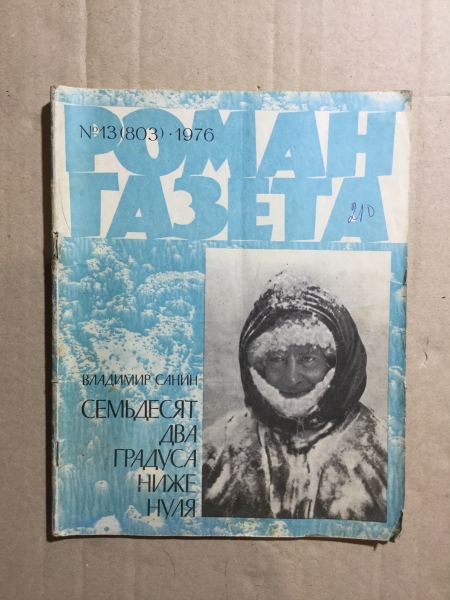 №13(803)·1976
РОМАН
ГАЗЕТА
210
ВЛАДИМИР САНИН
СЕМЬДЕСЯТ
ДВА
ГРАДУСА
НИЖЕ
НУЛЯ